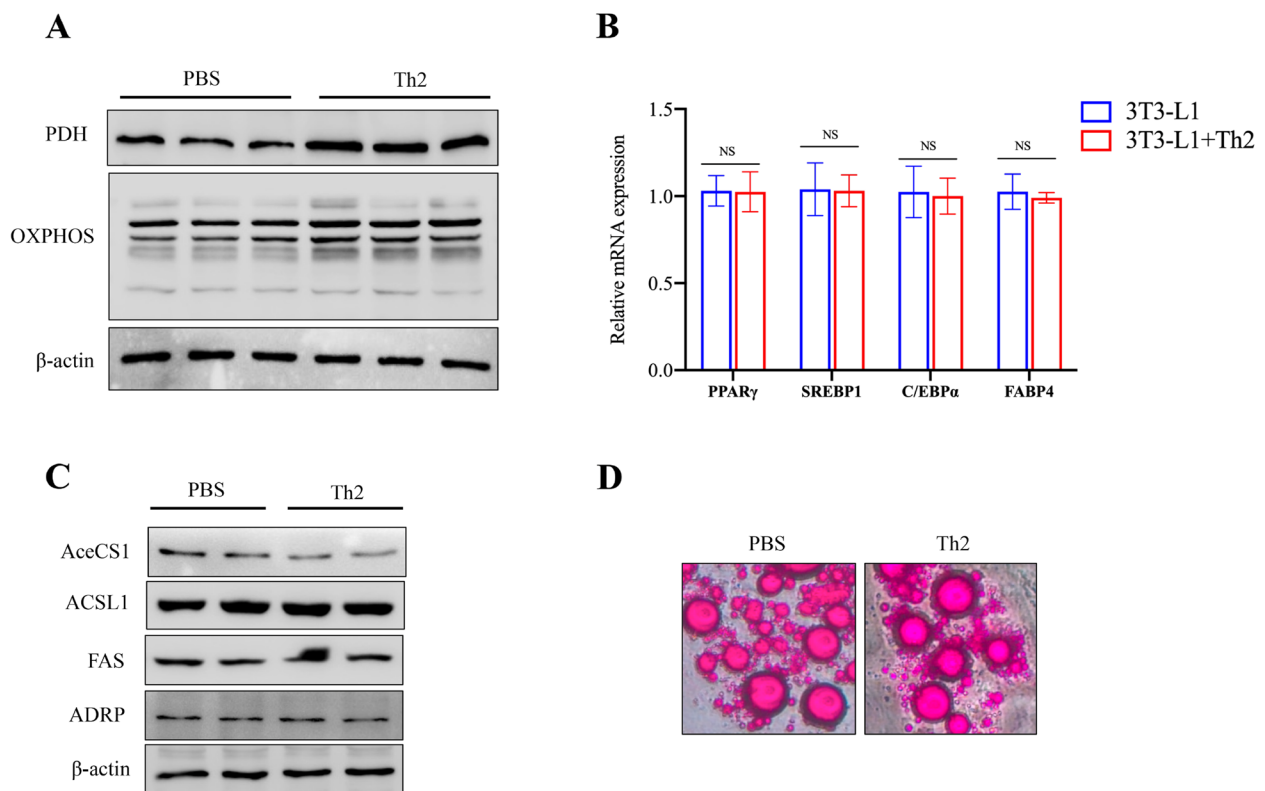 A
PBS Th2
PDH
OXPHOS
β-actin
B
3T3-L1
3T3-L1+Th2
Relative mRNA expression
1.5
1.0
0.5
0.0
NS NS NS NS
PPARγ SREBP1 C/EBPα FABP4
C
PBS Th2
AceCS1
ACSL1
FAS
ADRP
β-actin
D
PBS Th2